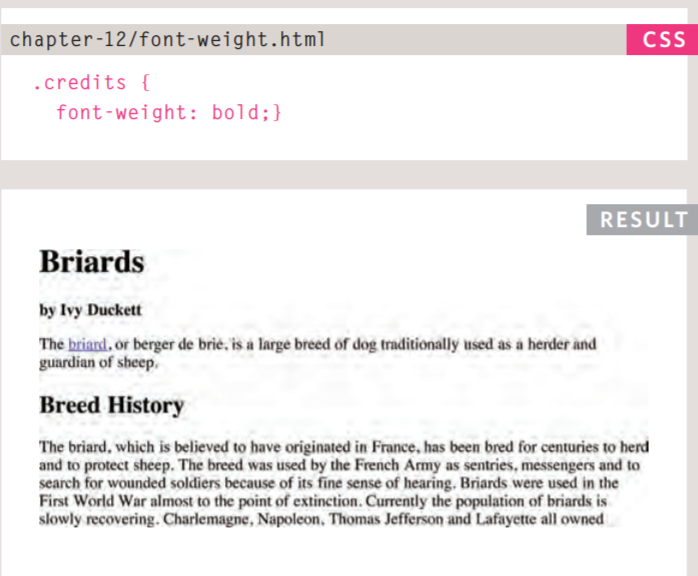 chapter-12/font-weight.html
CSS
.credits {
font-weight: bold;}
RESULT
Briards
by Ivy Duckett
The briard, or berger de brie, is a large breed of dog traditionally used as a herder and
guardian of sheep.
Breed History
The briard, which is believed to have originated in France, has been bred for centuries to herd
and to protect sheep. The breed was used by the French Army as sentries, messengers and to
search for wounded soldiers because of its fine sense of hearing. Briards were used in the
First World War almost to the point of extinction. Currently the population of briards is
slowly recovering. Charlemagne, Napoleon, Thomas Jefferson and Lafayette all owned